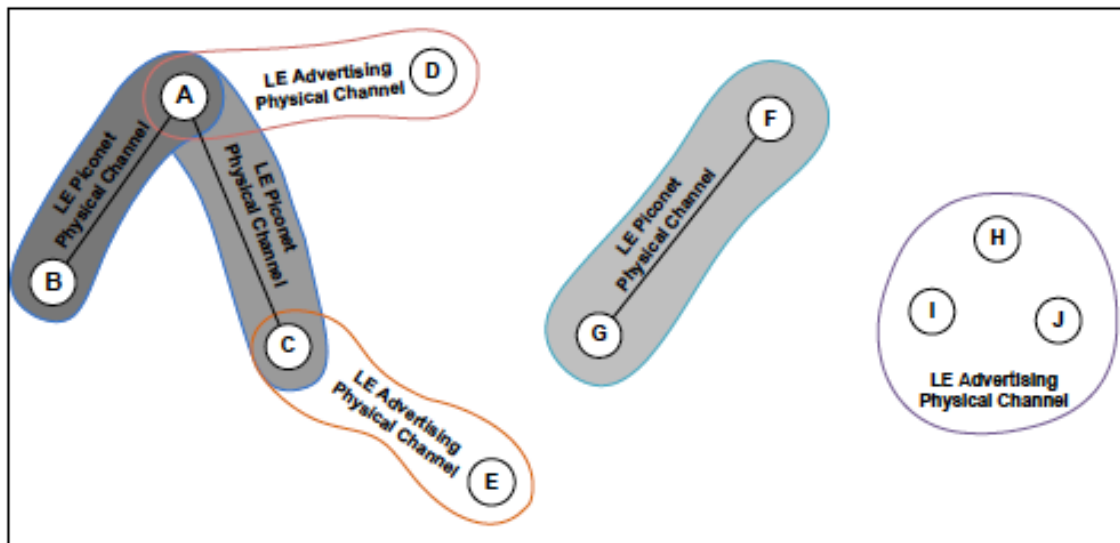 A
LE Advertising
Physical Channel
D
LE Piconet
Physical Channel
LE Piconet
Physical Channel
B
C
LE Advertising
Physical Channel
E
F
LE Piconet
Physical Channel
G
H
I
J
LE Advertising
Physical Channel